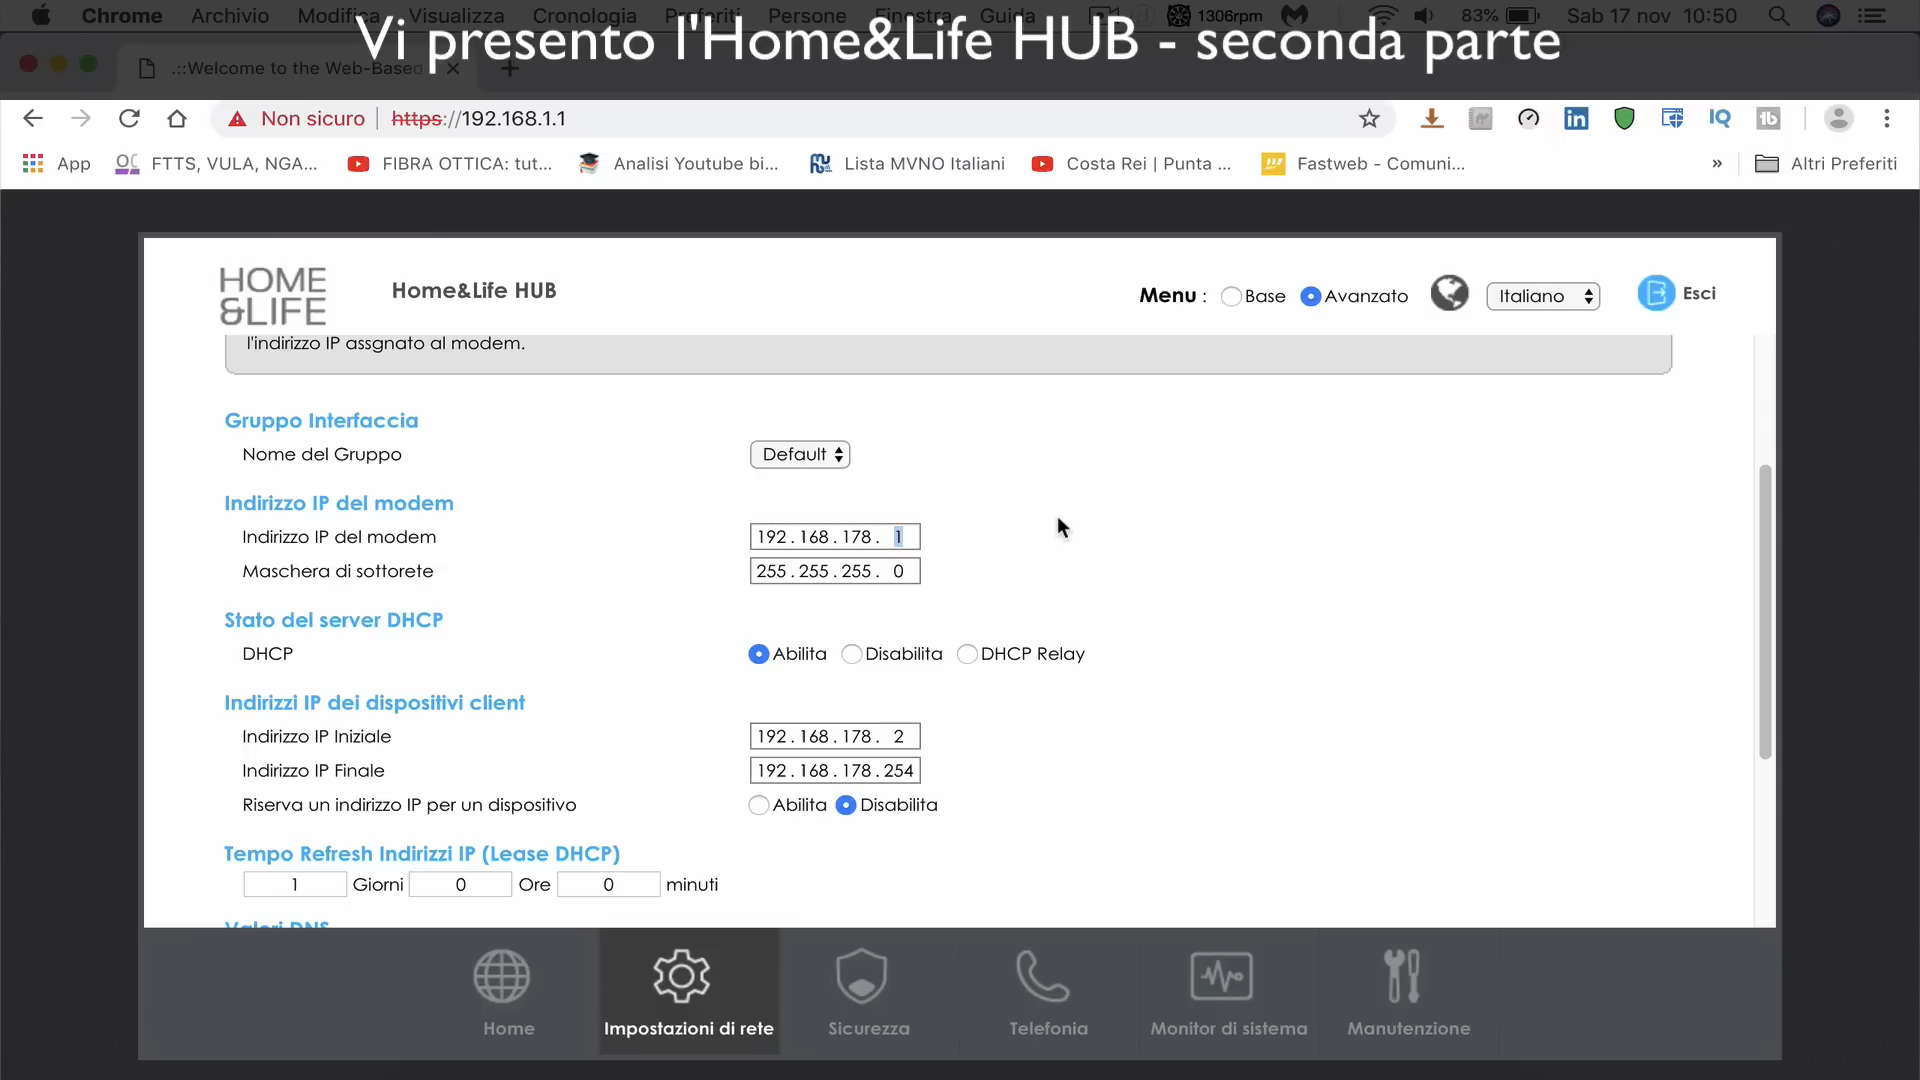 Chrome Archivio Modifica Visualizza Cronologia Preferiti Persone Finestra Guida 1306rpm 83% Sab 17 nov 10:50
Vi presento l'Home&Life HUB - seconda parte
.::Welcome to the Web-Based
Non sicuro https://192.168.1.1
App FTTS, VULA, NGA... FIBRA OTTICA: tut... Analisi Youtube bi... Lista MVNO Italiani Costa Rei | Punta ... Fastweb - Comuni... » Altri Preferiti
HOME
&LIFE
Home&Life HUB
Menu : Base Avanzato Italiano Esci
l'indirizzo IP assgnato al modem.
Gruppo Interfaccia
Nome del Gruppo Default
Indirizzo IP del modem
Indirizzo IP del modem 192 . 168 . 178 . 1
Maschera di sottorete 255 . 255 . 255 . 0
Stato del server DHCP
DHCP Abilita Disabilita DHCP Relay
Indirizzi IP dei dispositivi client
Indirizzo IP Iniziale 192 . 168 . 178 . 2
Indirizzo IP Finale 192 . 168 . 178 . 254
Riserva un indirizzo IP per un dispositivo Abilita Disabilita
Tempo Refresh Indirizzi IP (Lease DHCP)
1 Giorni 0 Ore 0 minuti
Valori DNS
Home Impostazioni di rete Sicurezza Telefonia Monitor di sistema Manutenzione